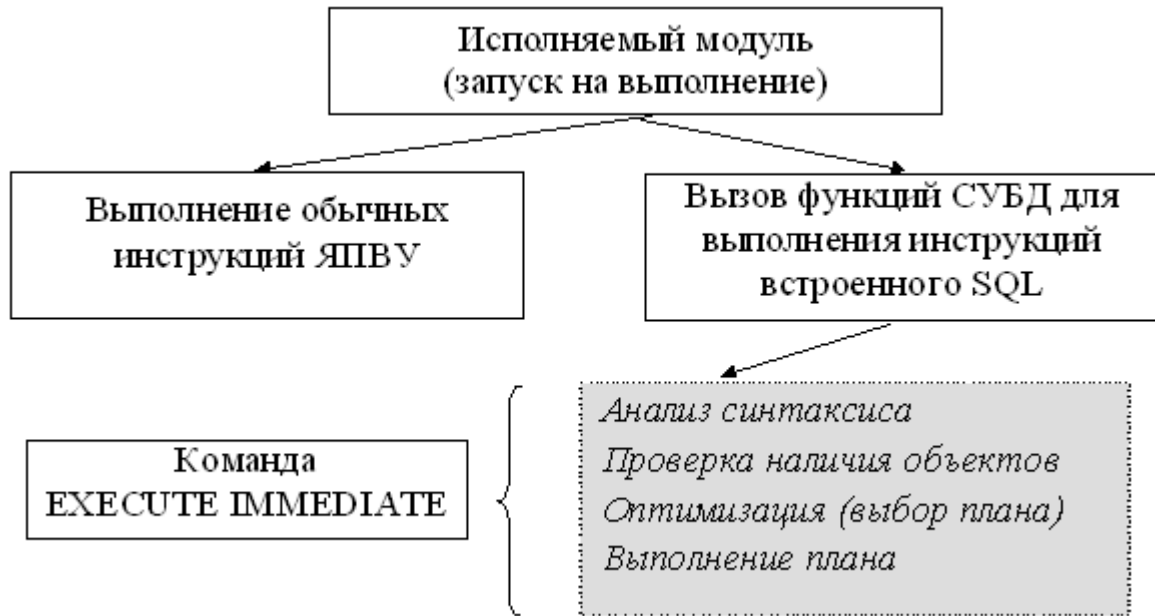 Исполняемый модуль
(запуск на выполнение)
Выполнение обычных
инструкций ЯПВУ
Вызов функций СУБД для
выполнения инструкций
встроенного SQL
Команда
EXECUTE IMMEDIATE
Анализ синтаксиса
Проверка наличия объектов
Оптимизация (выбор плана)
Выполнение плана